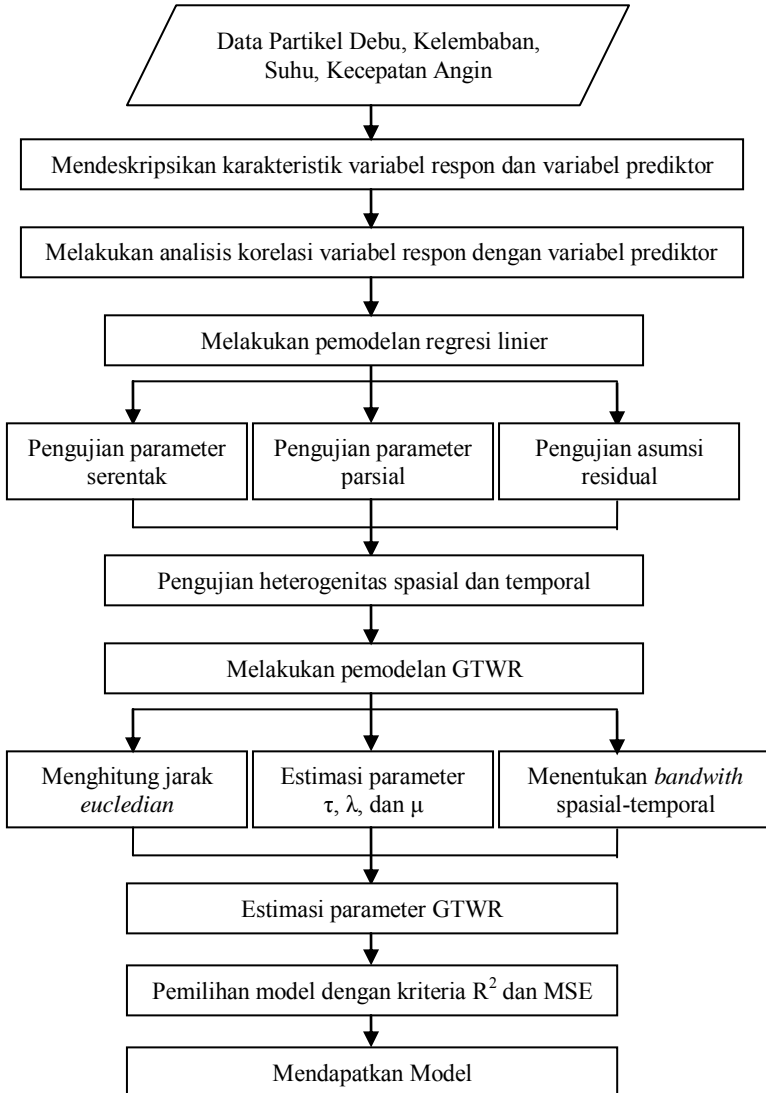 Data Partikel Debu, Kelembaban,
Suhu, Kecepatan Angin
Mendeskripsikan karakteristik variabel respon dan variabel prediktor
Melakukan analisis korelasi variabel respon dengan variabel prediktor
Melakukan pemodelan regresi linier
Pengujian parameter
serentak
Pengujian parameter
parsial
Pengujian asumsi
residual
Pengujian heterogenitas spasial dan temporal
Melakukan pemodelan GTWR
Menghitung jarak
eucledian
Estimasi parameter
τ, λ, dan μ
Menentukan bandwith
spasial-temporal
Estimasi parameter GTWR
Pemilihan model dengan kriteria R² dan MSE
Mendapatkan Model